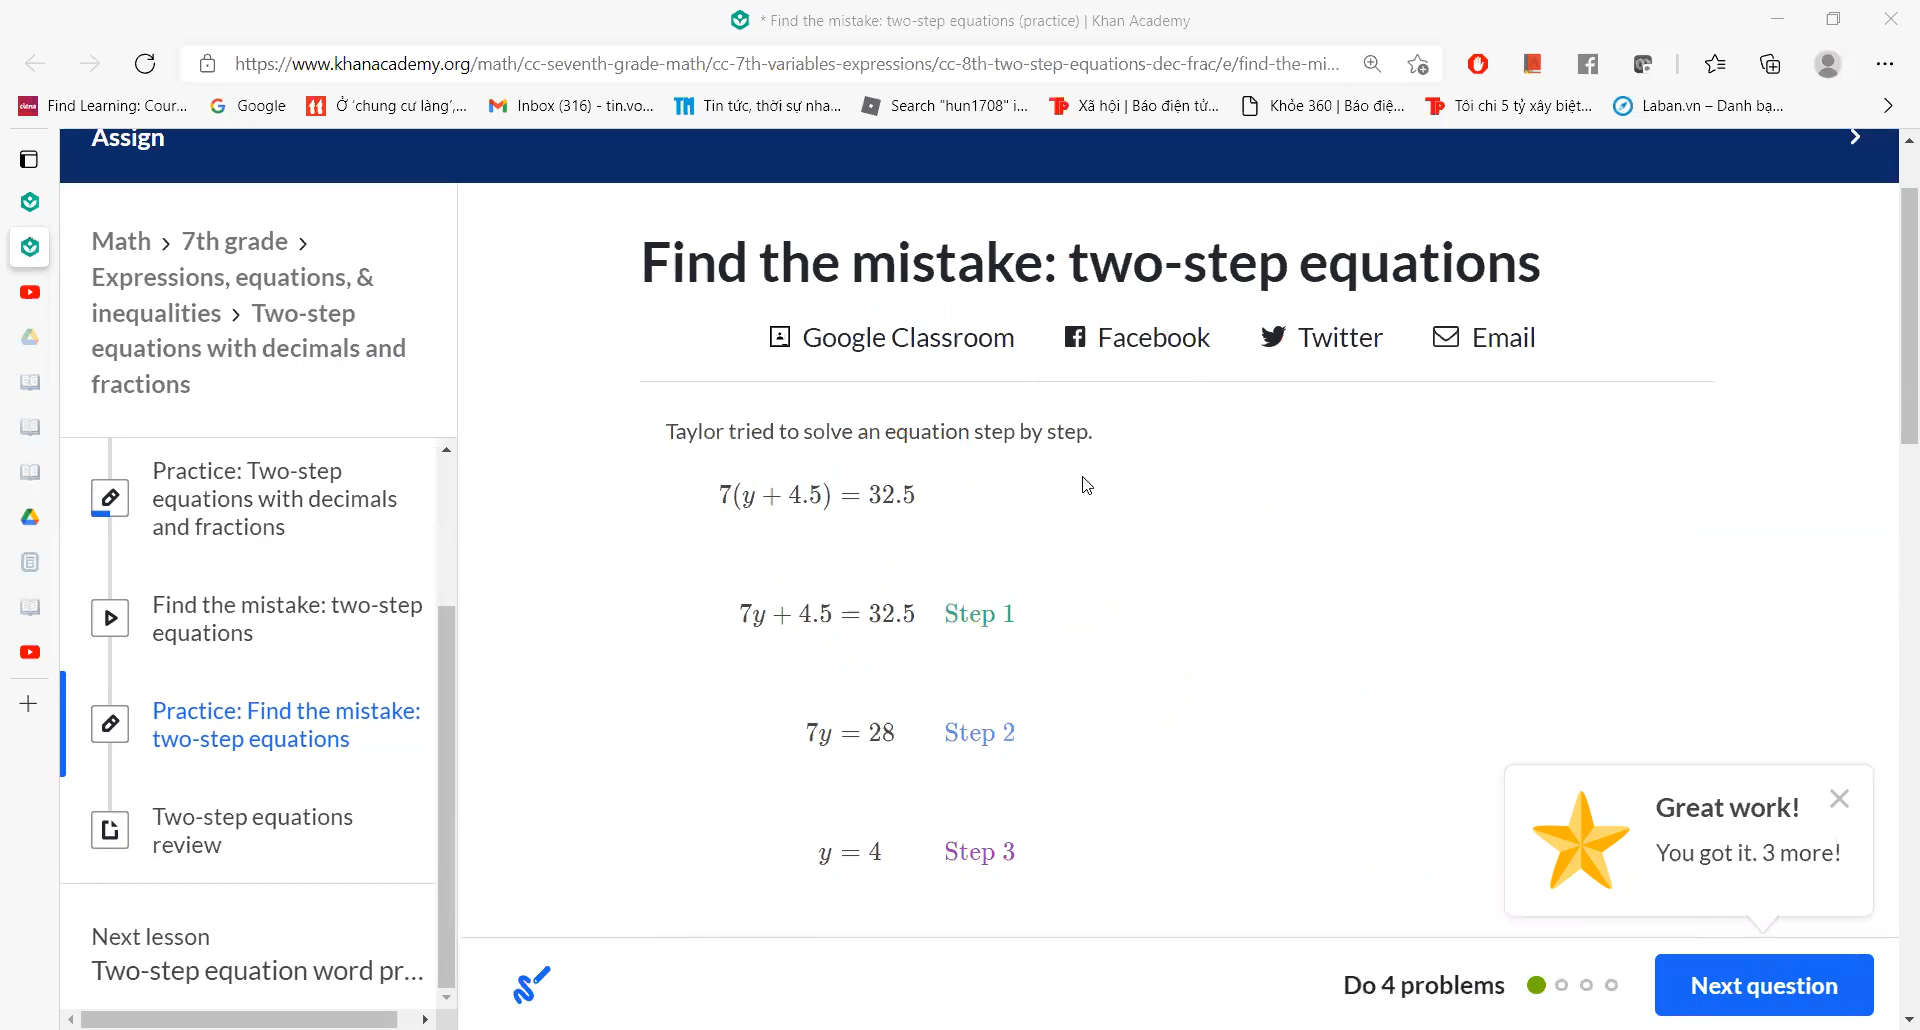 * Find the mistake: two-step equations (practice) | Khan Academy
https://www.khanacademy.org/math/cc-seventh-grade-math/cc-7th-variables-expressions/cc-8th-two-step-equations-dec-frac/e/find-the-mi...
Find Learning: Cour... Google Ở 'chung cư làng',... Inbox (316) - tin.vo... Tin tức, thời sự nha... Search "hun1708" i... Xã hội | Báo điện tử... Khỏe 360 | Báo điệ... Tôi chi 5 tỷ xây biệt... Laban.vn – Danh bạ...
Assign
Math > 7th grade >
Expressions, equations, &
inequalities > Two-step
equations with decimals and
fractions
Practice: Two-step
equations with decimals
and fractions
Find the mistake: two-step
equations
Practice: Find the mistake:
two-step equations
Two-step equations
review
Next lesson
Two-step equation word pr...
Find the mistake: two-step equations
Google Classroom Facebook Twitter Email
Taylor tried to solve an equation step by step.
7(y + 4.5) = 32.5
7y + 4.5 = 32.5 Step 1
7y = 28 Step 2
y = 4 Step 3
Great work!
You got it. 3 more!
Do 4 problems
Next question